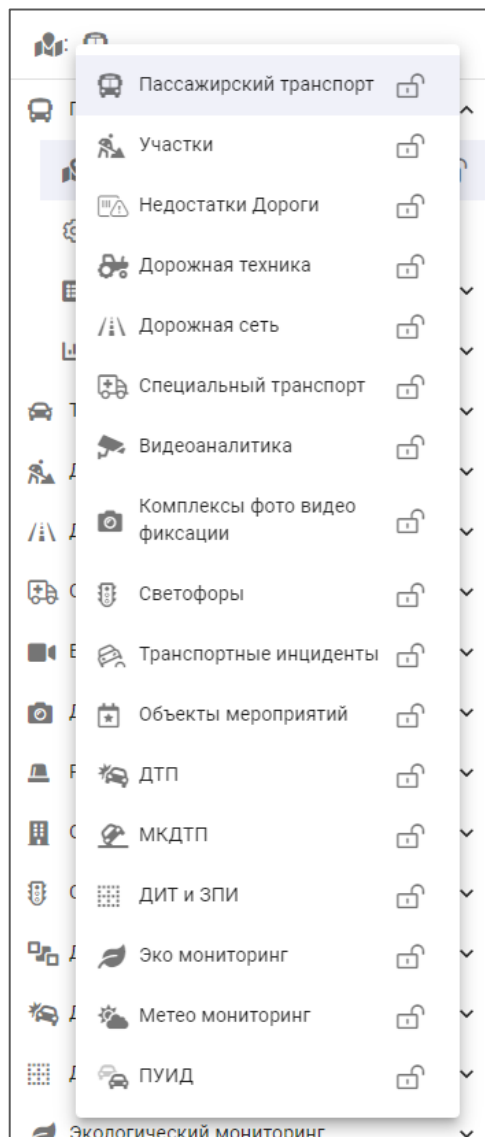 Пассажирский транспорт
Участки
Недостатки Дороги
Дорожная техника
Дорожная сеть
Специальный транспорт
Видеоаналитика
Комплексы фото видео
фиксации
Светофоры
Транспортные инциденты
Объекты мероприятий
ДТП
МКДТП
ДИТ и ЗПИ
Эко мониторинг
Метео мониторинг
ПУИД
Экологический мониторинг